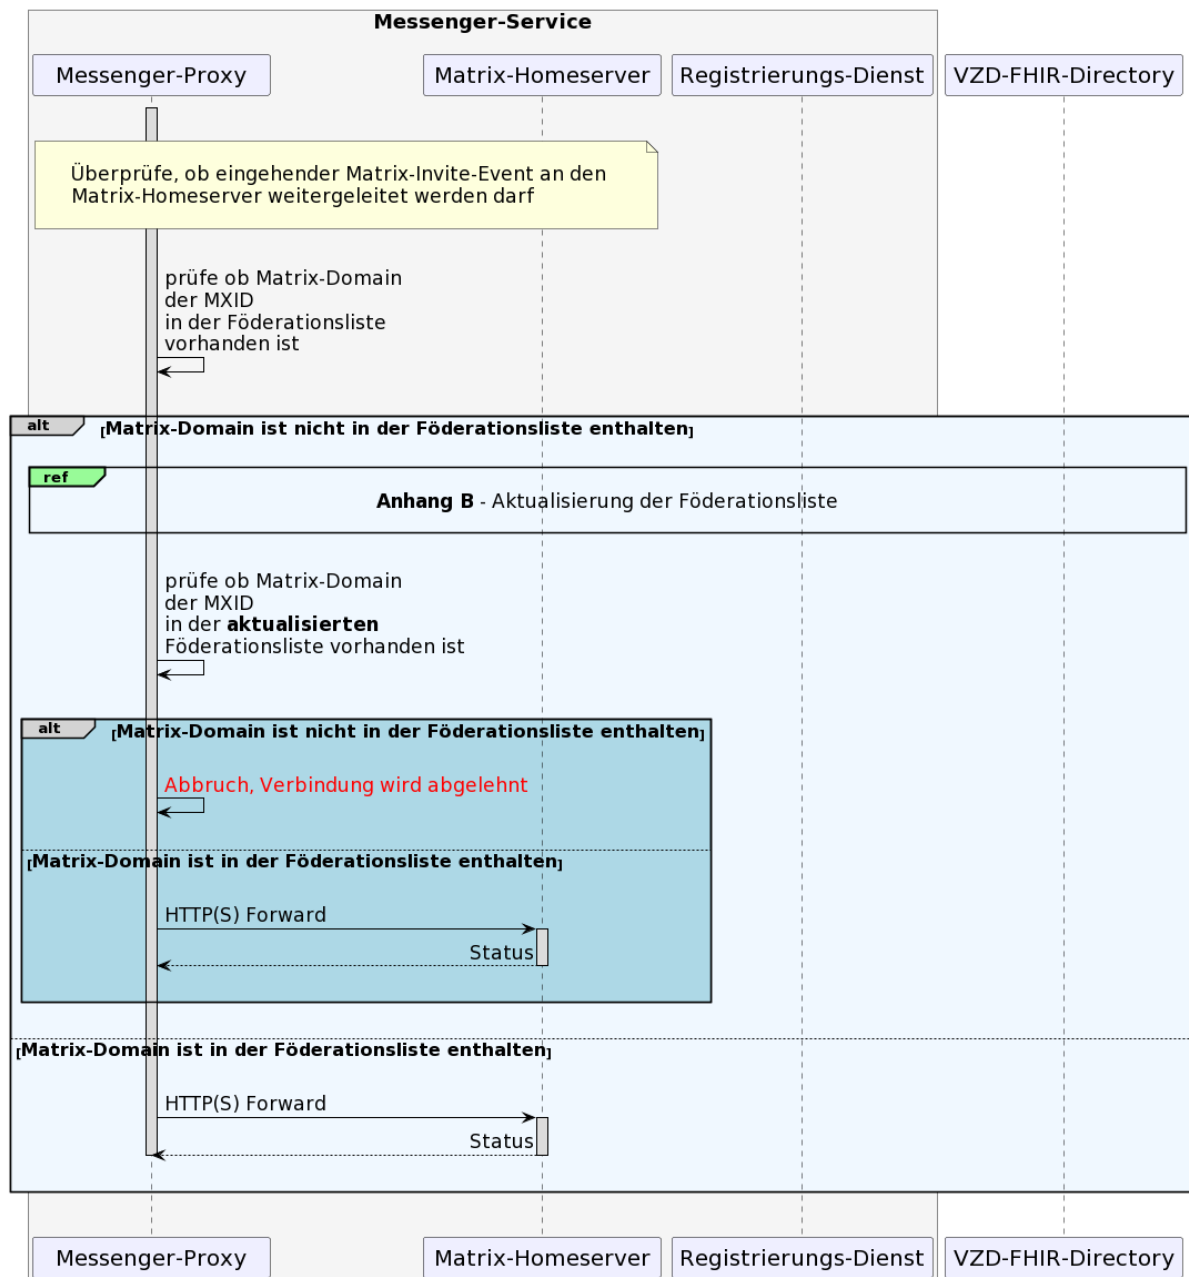 Messenger-Service
Messenger-Proxy
Matrix-Homeserver
Registrierungs-Dienst
VZD-FHIR-Directory
Überprüfe, ob eingehender Matrix-Invite-Event an den
Matrix-Homeserver weitergeleitet werden darf
prüfe ob Matrix-Domain
der MXID
in der Föderationsliste
vorhanden ist
alt [Matrix-Domain ist nicht in der Föderationsliste enthalten]
ref
Anhang B - Aktualisierung der Föderationsliste
prüfe ob Matrix-Domain
der MXID
in der aktualisierten
Föderationsliste vorhanden ist
alt [Matrix-Domain ist nicht in der Föderationsliste enthalten]
Abbruch, Verbindung wird abgelehnt
[Matrix-Domain ist in der Föderationsliste enthalten]
HTTP(S) Forward
Status
[Matrix-Domain ist in der Föderationsliste enthalten]
HTTP(S) Forward
Status
Messenger-Proxy
Matrix-Homeserver
Registrierungs-Dienst
VZD-FHIR-Directory